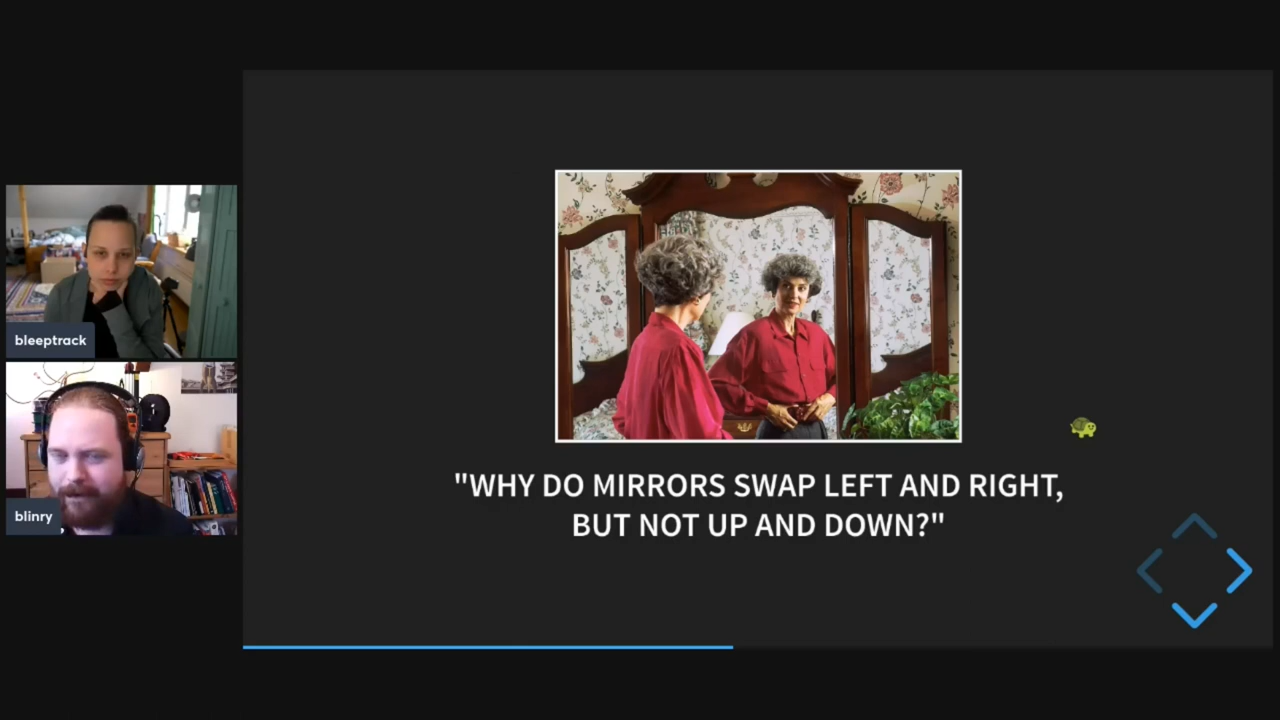 bleeptrack
blinry
"WHY DO MIRRORS SWAP LEFT AND RIGHT,
BUT NOT UP AND DOWN?"